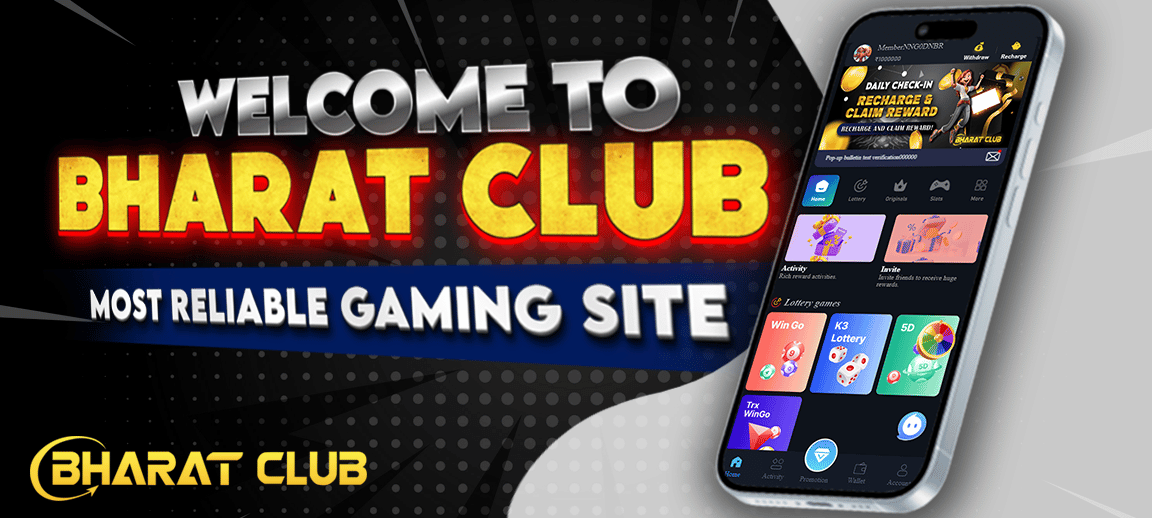 WELCOME TO
BHARAT CLUB
MOST RELIABLE GAMING SITE
BHARAT CLUB
MemberNNG0DNBR
₹1000000
Withdrew
Recharge
DAILY CHECK-IN
RECHARGE &
CLAIM REWARD
RECHARGE AND CLAIM REWARD!
BHARAT CLUB
Pop-up bulletin test verification000000
Home
Lottery
Originals
Slots
More
Activity
Rich reward activities.
Invite
Invite friends to receive huge
rewards.
Lottery games
Win Go
K3
Lottery
5D
5D
Trx
WinGo
Home
Activity
Promotion
Wallet
Account